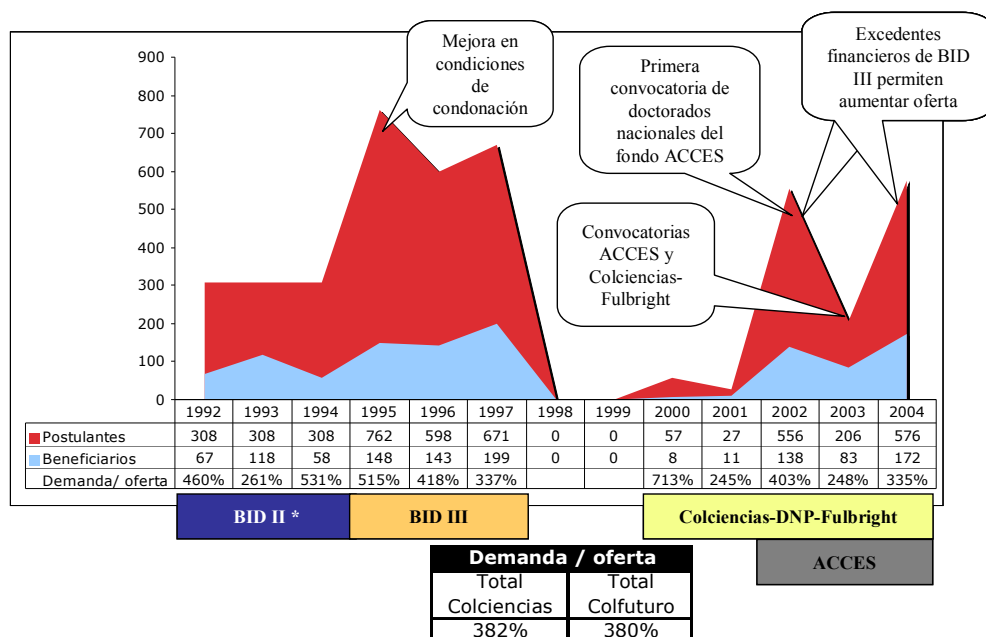 Mejora en
condiciones
de
condonación
Primera
convocatoria de
doctorados
nacionales del
fondo ACCES
Excedentes
financieros de BID
III permiten
aumentar oferta
Convocatorias
ACCES y
Colciencias-
Fulbright
900
800
700
600
500
400
300
200
100
0
1992 1993 1994 1995 1996 1997 1998 1999 2000 2001 2002 2003 2004
Postulantes 308 308 308 762 598 671 0 0 57 27 556 206 576
Beneficiarios 67 118 58 148 143 199 0 0 8 11 138 83 172
Demanda/ oferta 460% 261% 531% 515% 418% 337% 713% 245% 403% 248% 335%
BID II * BID III Colciencias-DNP-Fulbright
ACCES
Demanda / oferta
Total Total
Colciencias Colfuturo
382% 380%